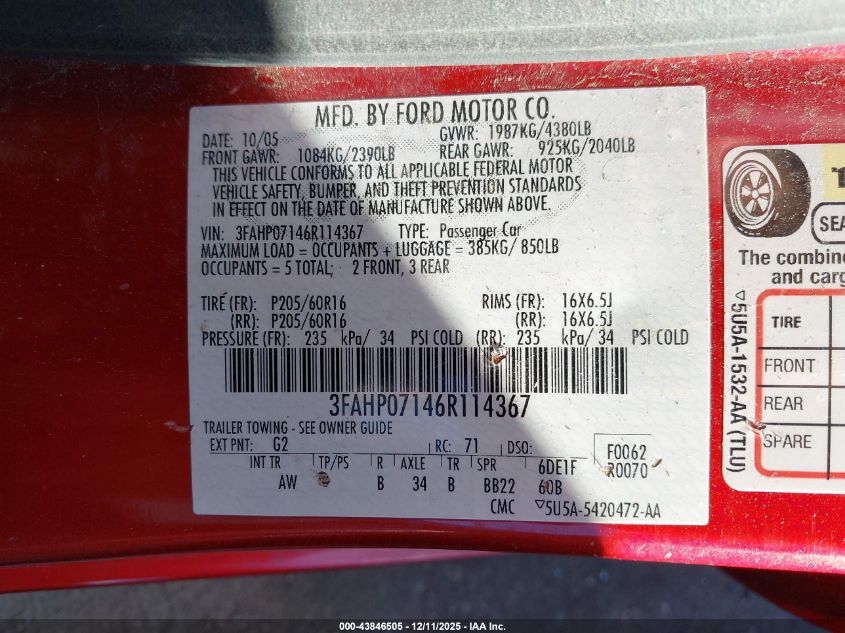 MFD. BY FORD MOTOR CO.
DATE: 10/05 GVWR: 1987KG/4380LB
FRONT GAWR: 1084KG/2390LB REAR GAWR: 925KG/2040LB
THIS VEHICLE CONFORMS TO ALL APPLICABLE FEDERAL MOTOR
VEHICLE SAFETY, BUMPER, AND THEFT PREVENTION STANDARDS
IN EFFECT ON THE DATE OF MANUFACTURE SHOWN ABOVE.
VIN: 3FAHP07146R114367 TYPE: Passenger Car
MAXIMUM LOAD = OCCUPANTS + LUGGAGE = 385KG/ 850LB
OCCUPANTS = 5 TOTAL; 2 FRONT, 3 REAR
TIRE (FR): P205/60R16 RIMS (FR): 16X6.5J
(RR): P205/60R16 (RR): 16X6.5J
PRESSURE (FR): 235 kPa/ 34 PSI COLD (RR): 235 kPa/ 34 PSI COLD
3FAHP07146R114367
TRAILER TOWING - SEE OWNER GUIDE
EXT PNT: G2 RC: 71 DSO: F0062
R0070
INT TR TP/PS R AXLE TR SPR 6DE1F
AW B 34 B BB22 60B
CMC ▽5U5A-5420472-AA
SEA
The combine
and carg
TIRE
FRONT
REAR
SPARE
▽5U5A-1532-AA (TLU)
000-43846505 - 12/11/2025 - IAA Inc.